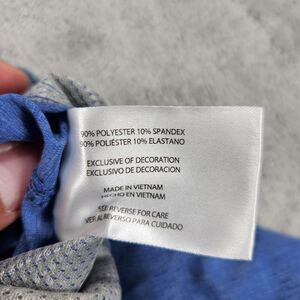 90% POLYESTER 10% SPANDEX
90% POLIÉSTER 10% ELASTANO
EXCLUSIVE OF DECORATION
EXCLUSIVO DE DECORACION
MADE IN VIETNAM
HECHO EN VIETNAM
SEE REVERSE FOR CARE
VER AL REVERSO PARA CUIDADO